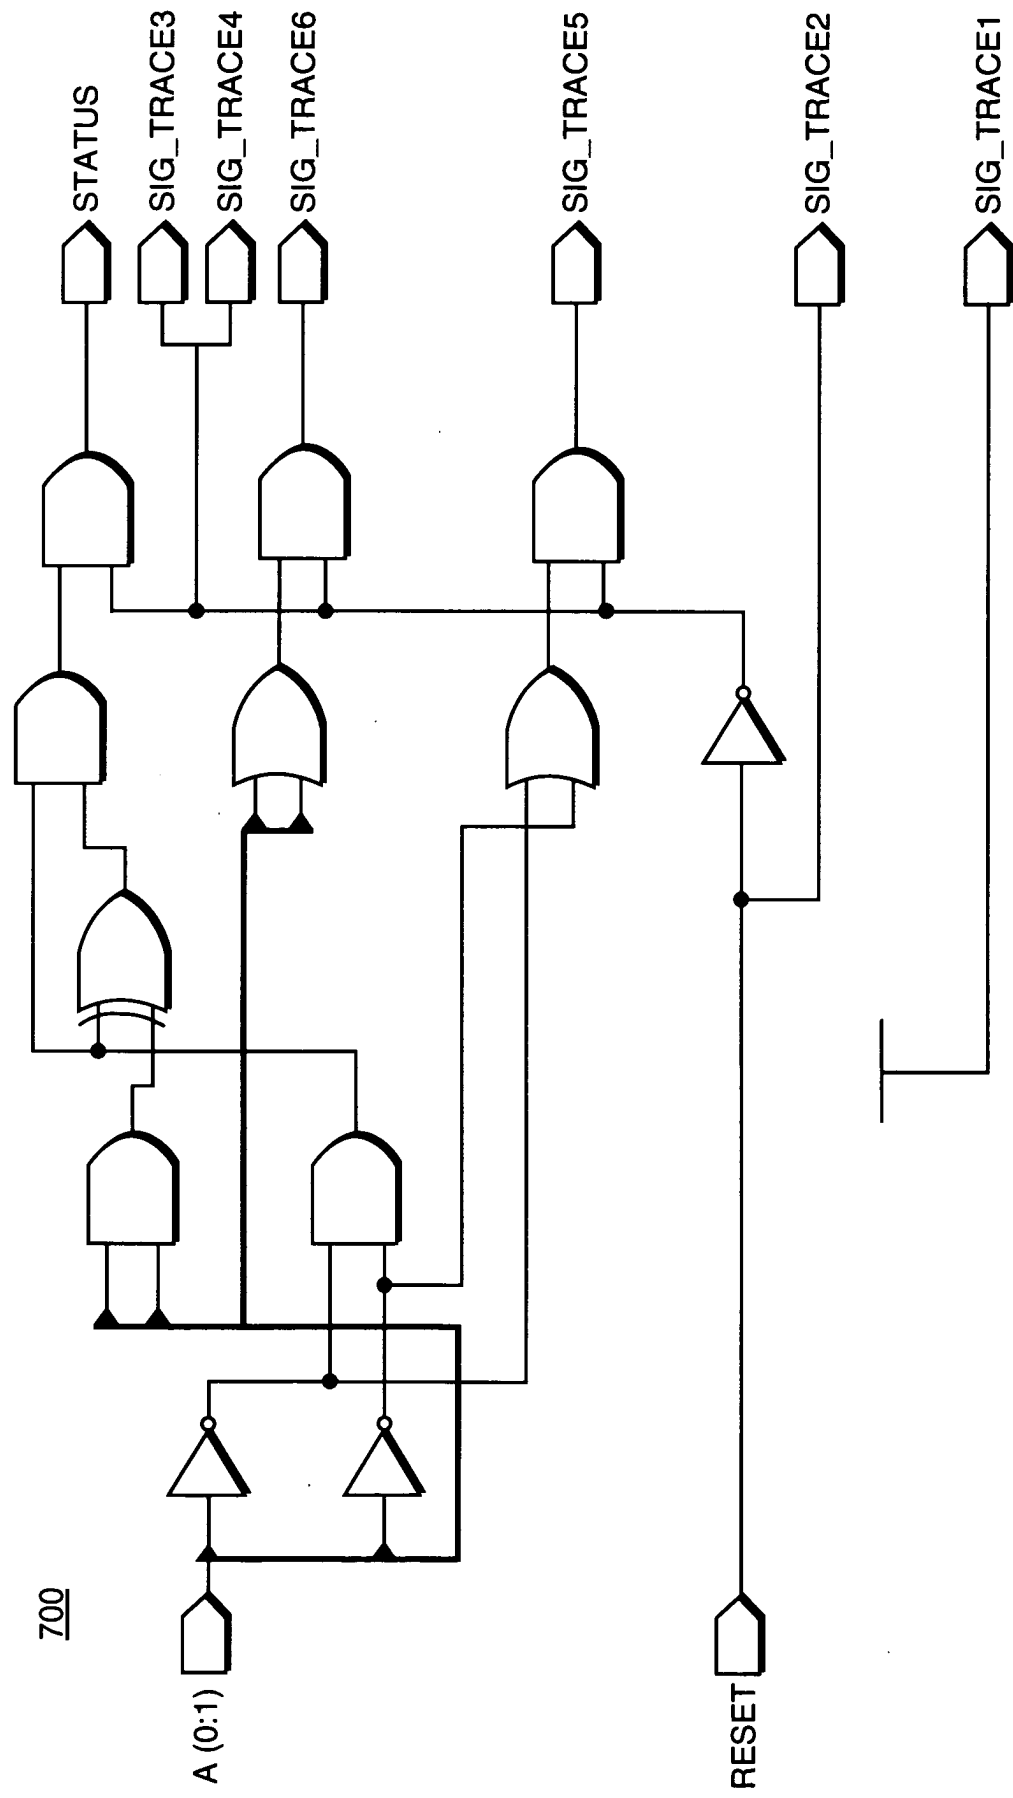 700
A (0:1)
RESET
STATUS
SIG_TRACE3
SIG_TRACE4
SIG_TRACE6
SIG_TRACE5
SIG_TRACE2
SIG_TRACE1